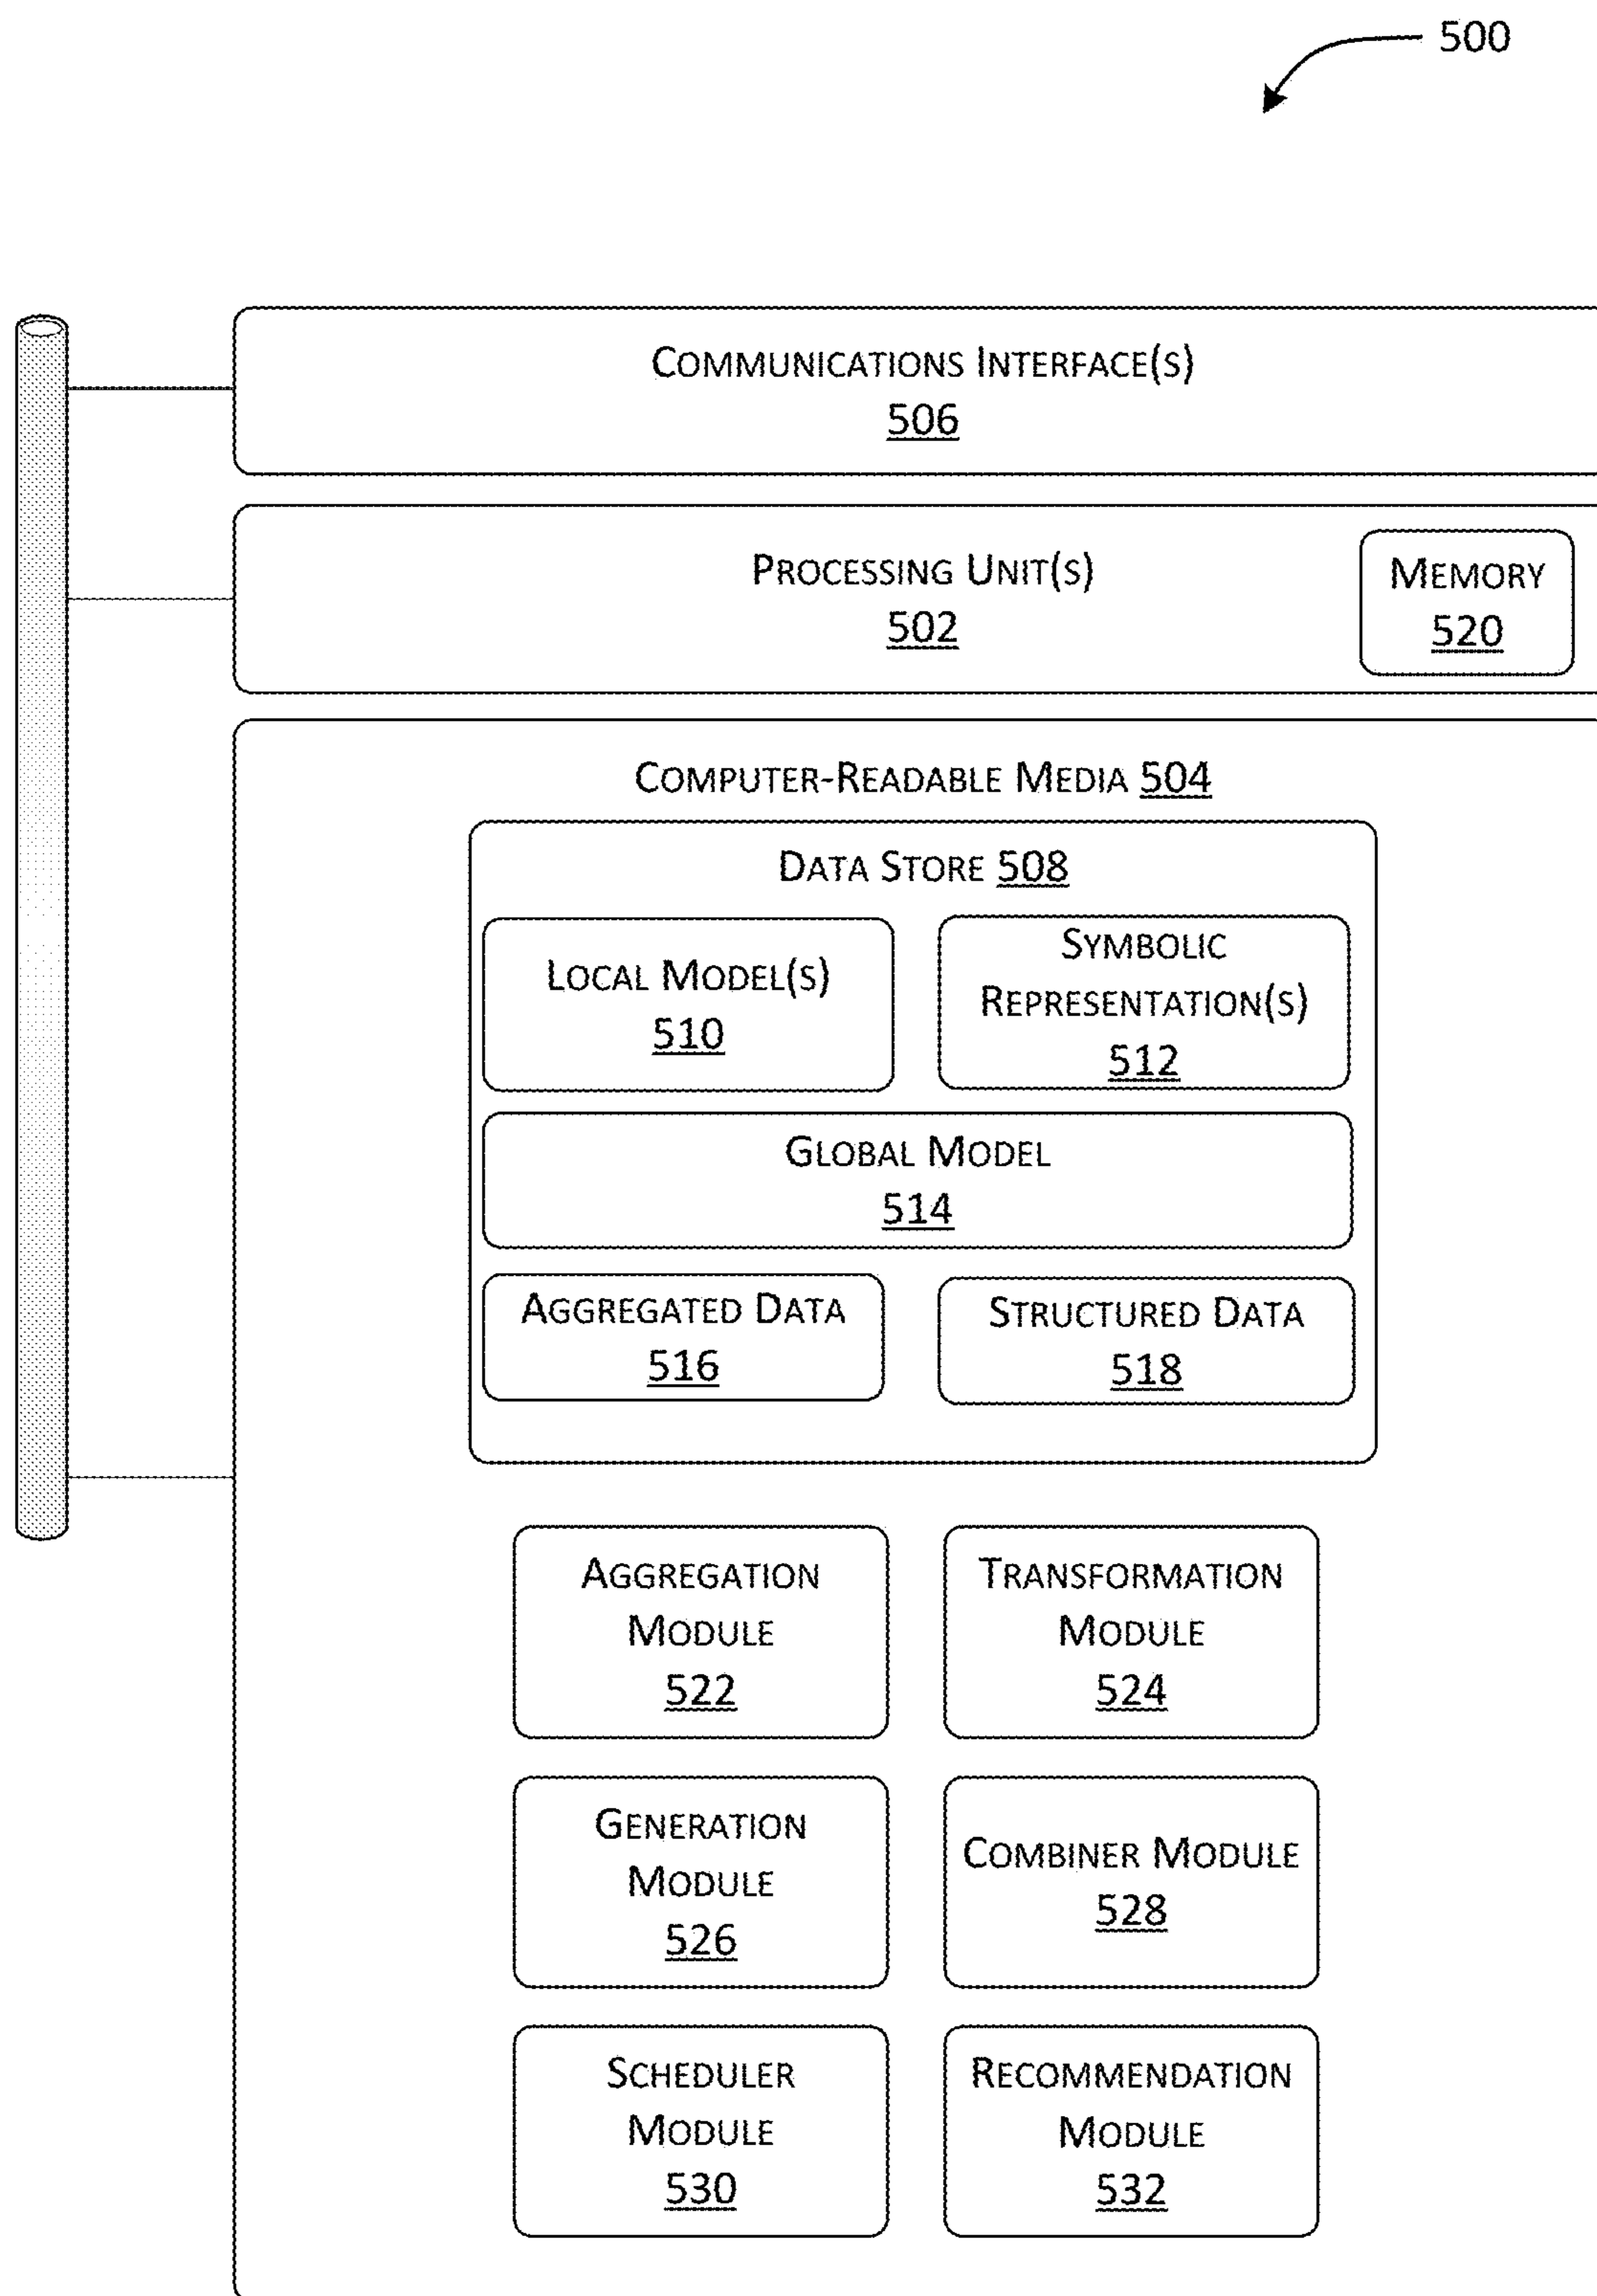 500
COMMUNICATIONS INTERFACE(S)
506
PROCESSING UNIT(S)
502
MEMORY
520
COMPUTER-READABLE MEDIA 504
DATA STORE 508
LOCAL MODEL(S)
510
SYMBOLIC
REPRESENTATION(S)
512
GLOBAL MODEL
514
AGGREGATED DATA
516
STRUCTURED DATA
518
AGGREGATION
MODULE
522
TRANSFORMATION
MODULE
524
GENERATION
MODULE
526
COMBINER MODULE
528
SCHEDULER
MODULE
530
RECOMMENDATION
MODULE
532